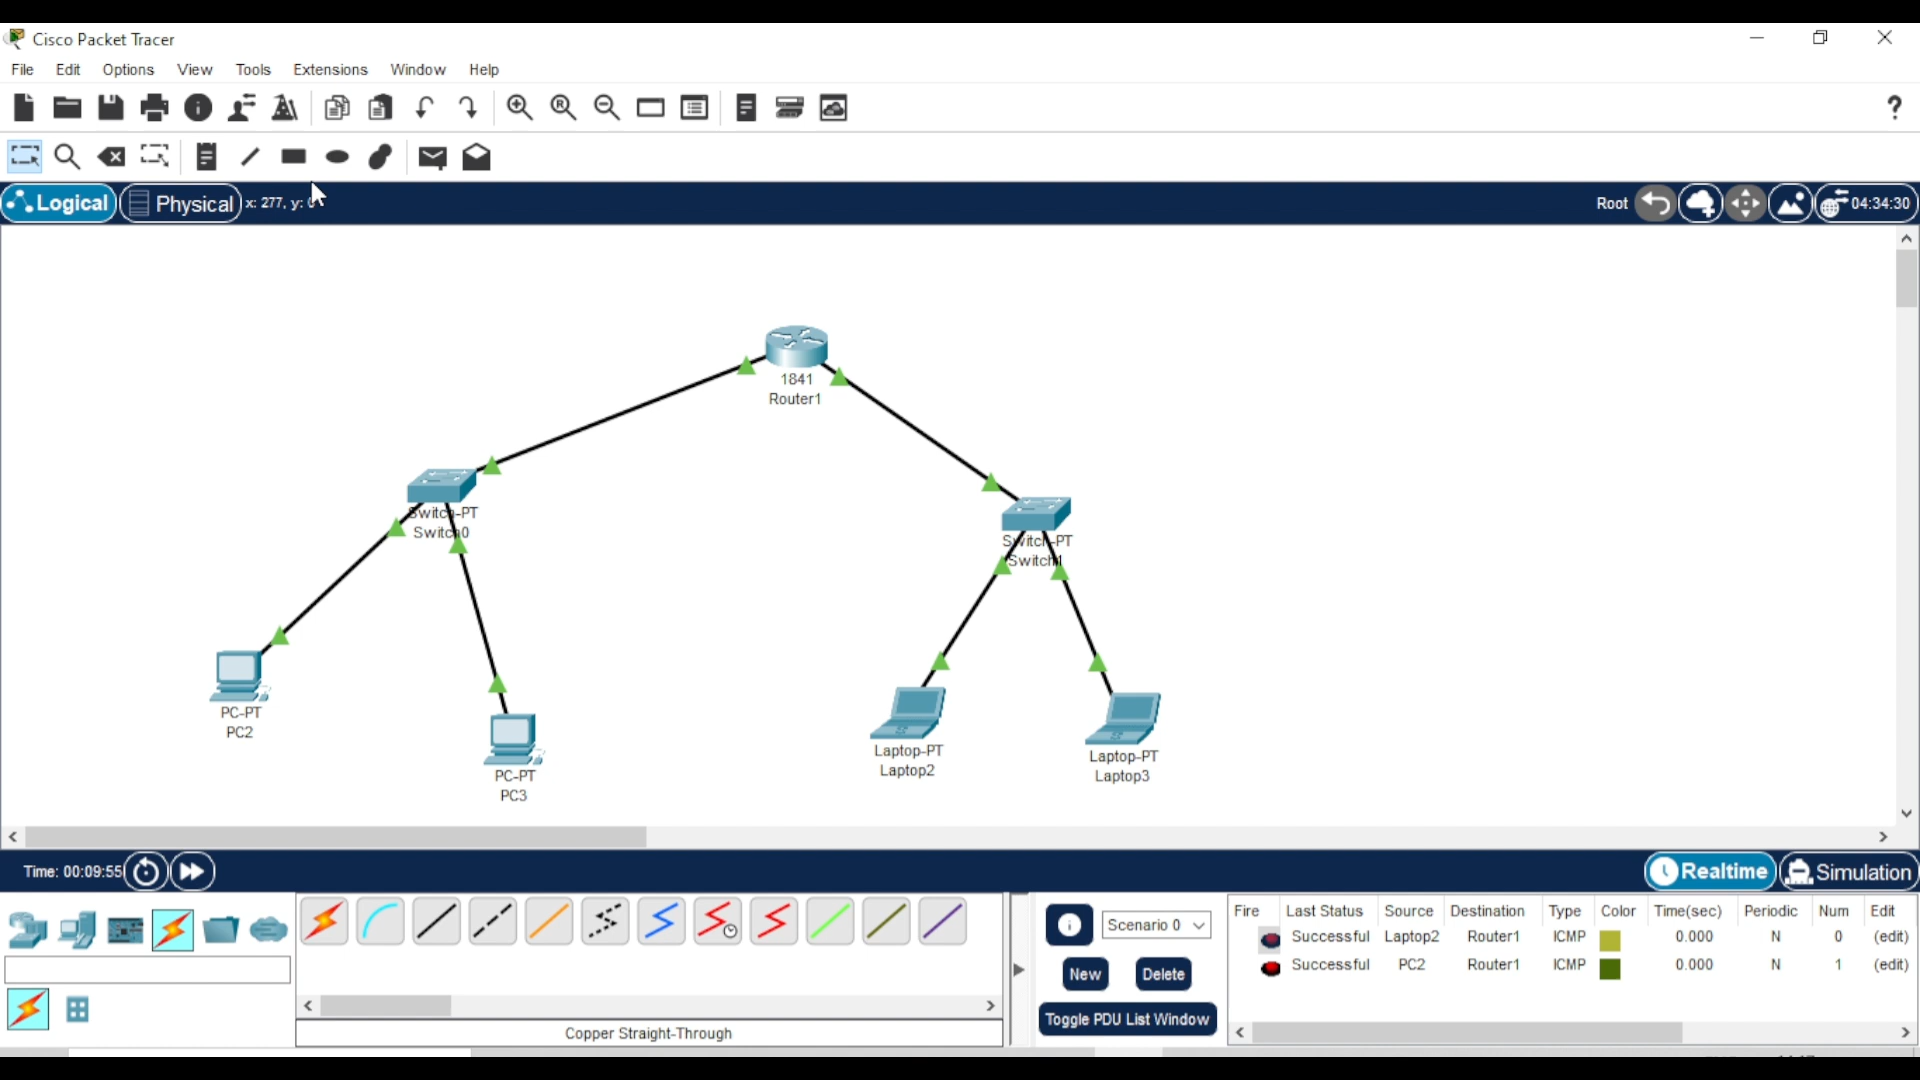 Cisco Packet Tracer
File Edit Options View Tools Extensions Window Help
Logical Physical x: 277, y: Root 04:34:30
1841
Router1
Switch-PT
Switch0
Switch-PT
Switch1
PC-PT
PC2
PC-PT
PC3
Laptop-PT
Laptop2
Laptop-PT
Laptop3
Time: 00:09:55 Realtime Simulation
Scenario 0
New Delete
Toggle PDU List Window
Copper Straight-Through
Fire Last Status Source Destination Type Color Time(sec) Periodic Num Edit
Successful Laptop2 Router1 ICMP 0.000 N 0 (edit)
Successful PC2 Router1 ICMP 0.000 N 1 (edit)